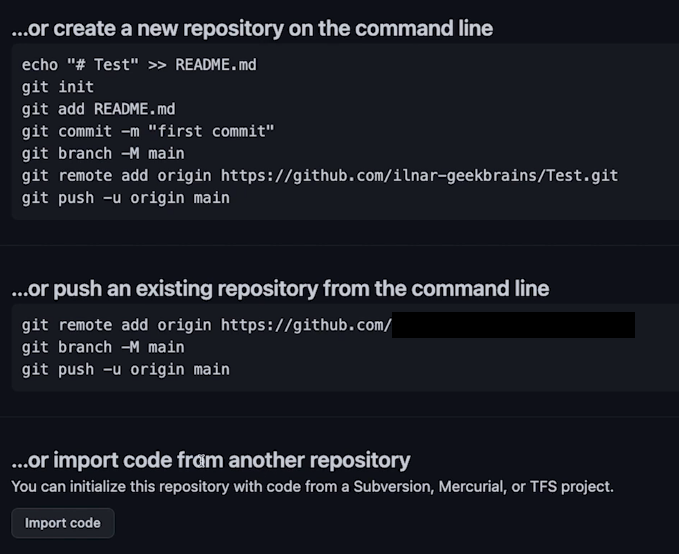 ...or create a new repository on the command line
echo "# Test" >> README.md
git init
git add README.md
git commit -m "first commit"
git branch -M main
git remote add origin https://github.com/ilnar-geekbrains/Test.git
git push -u origin main
...or push an existing repository from the command line
git remote add origin https://github.com/
git branch -M main
git push -u origin main
...or import code from another repository
You can initialize this repository with code from a Subversion, Mercurial, or TFS project.
Import code